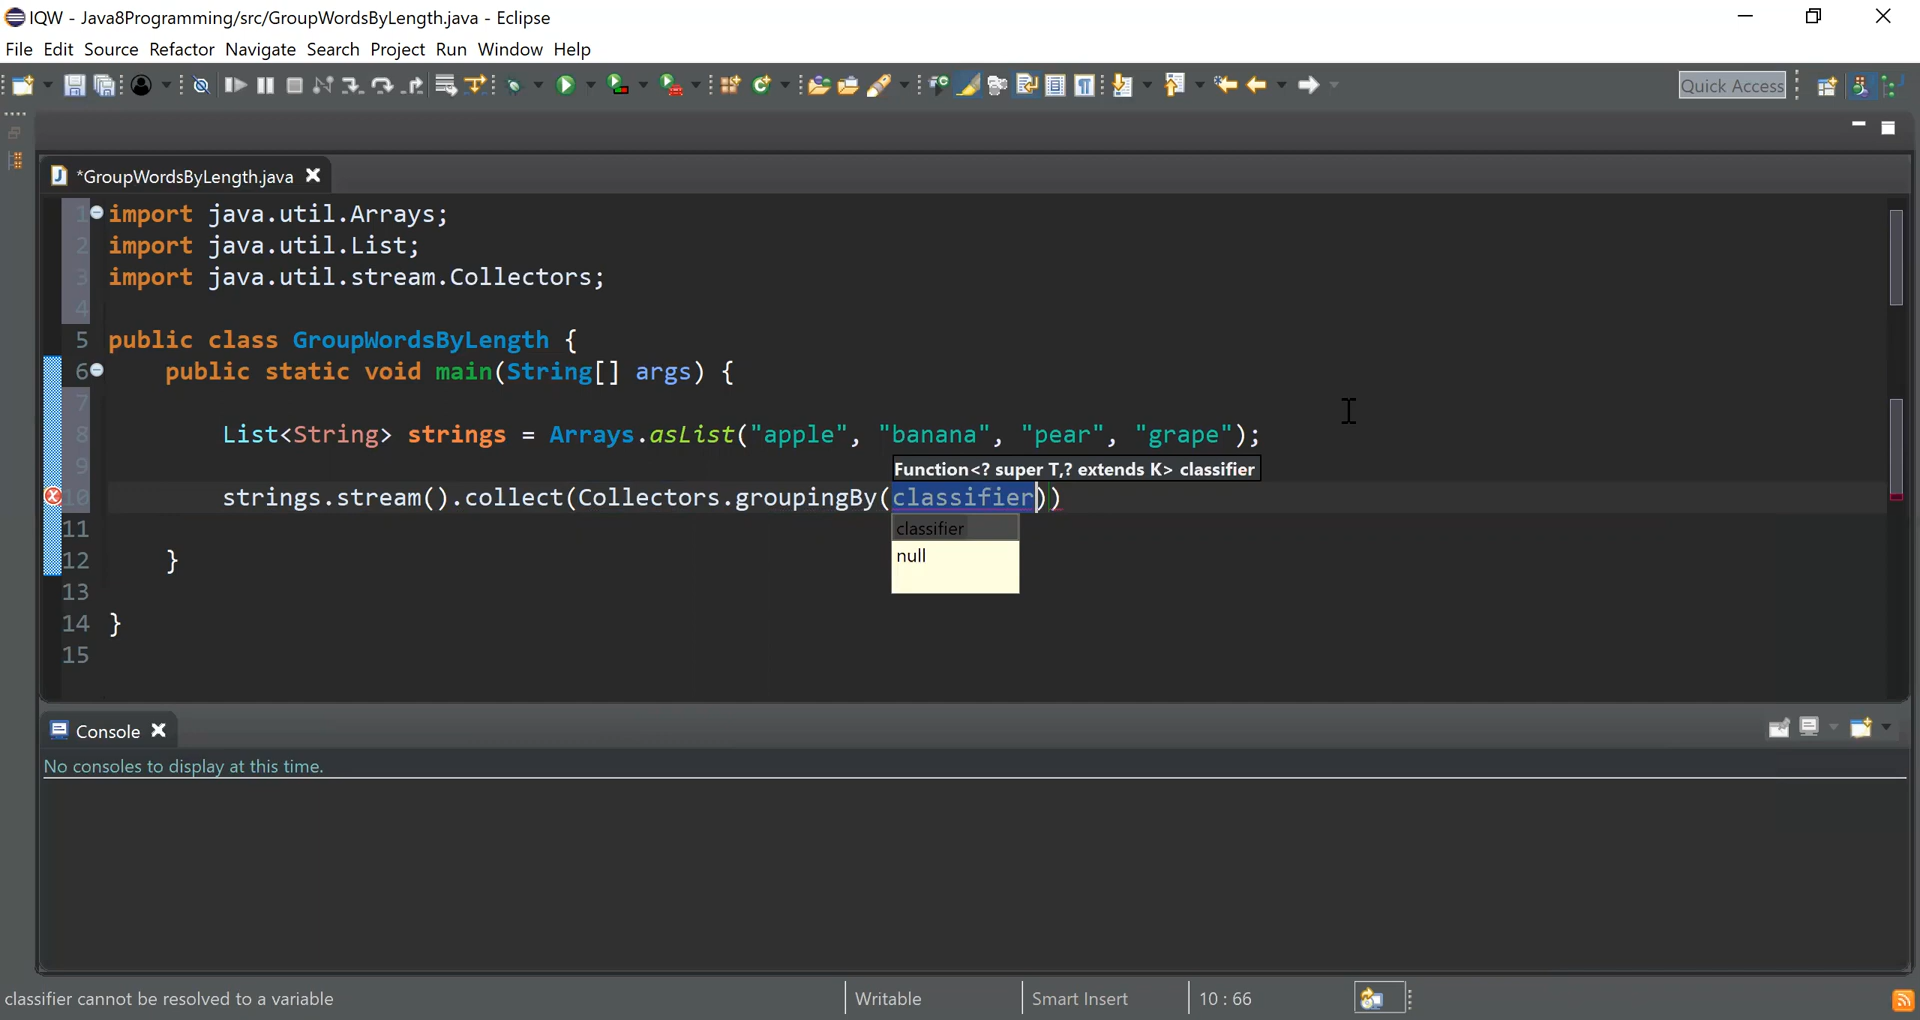 IQW - Java8Programming/src/GroupWordsByLength.java - Eclipse
File Edit Source Refactor Navigate Search Project Run Window Help
Quick Access
*GroupWordsByLength.java
1 import java.util.Arrays;
2 import java.util.List;
3 import java.util.stream.Collectors;
4
5 public class GroupWordsByLength {
6 public static void main(String[] args) {
7
8 List<String> strings = Arrays.asList("apple", "banana", "pear", "grape");
9
Function<? super T,? extends K> classifier
10 strings.stream().collect(Collectors.groupingBy(classifier))
11
classifier
12 }
null
13
14 }
15
Console
No consoles to display at this time.
classifier cannot be resolved to a variable
Writable
Smart Insert
10 : 66